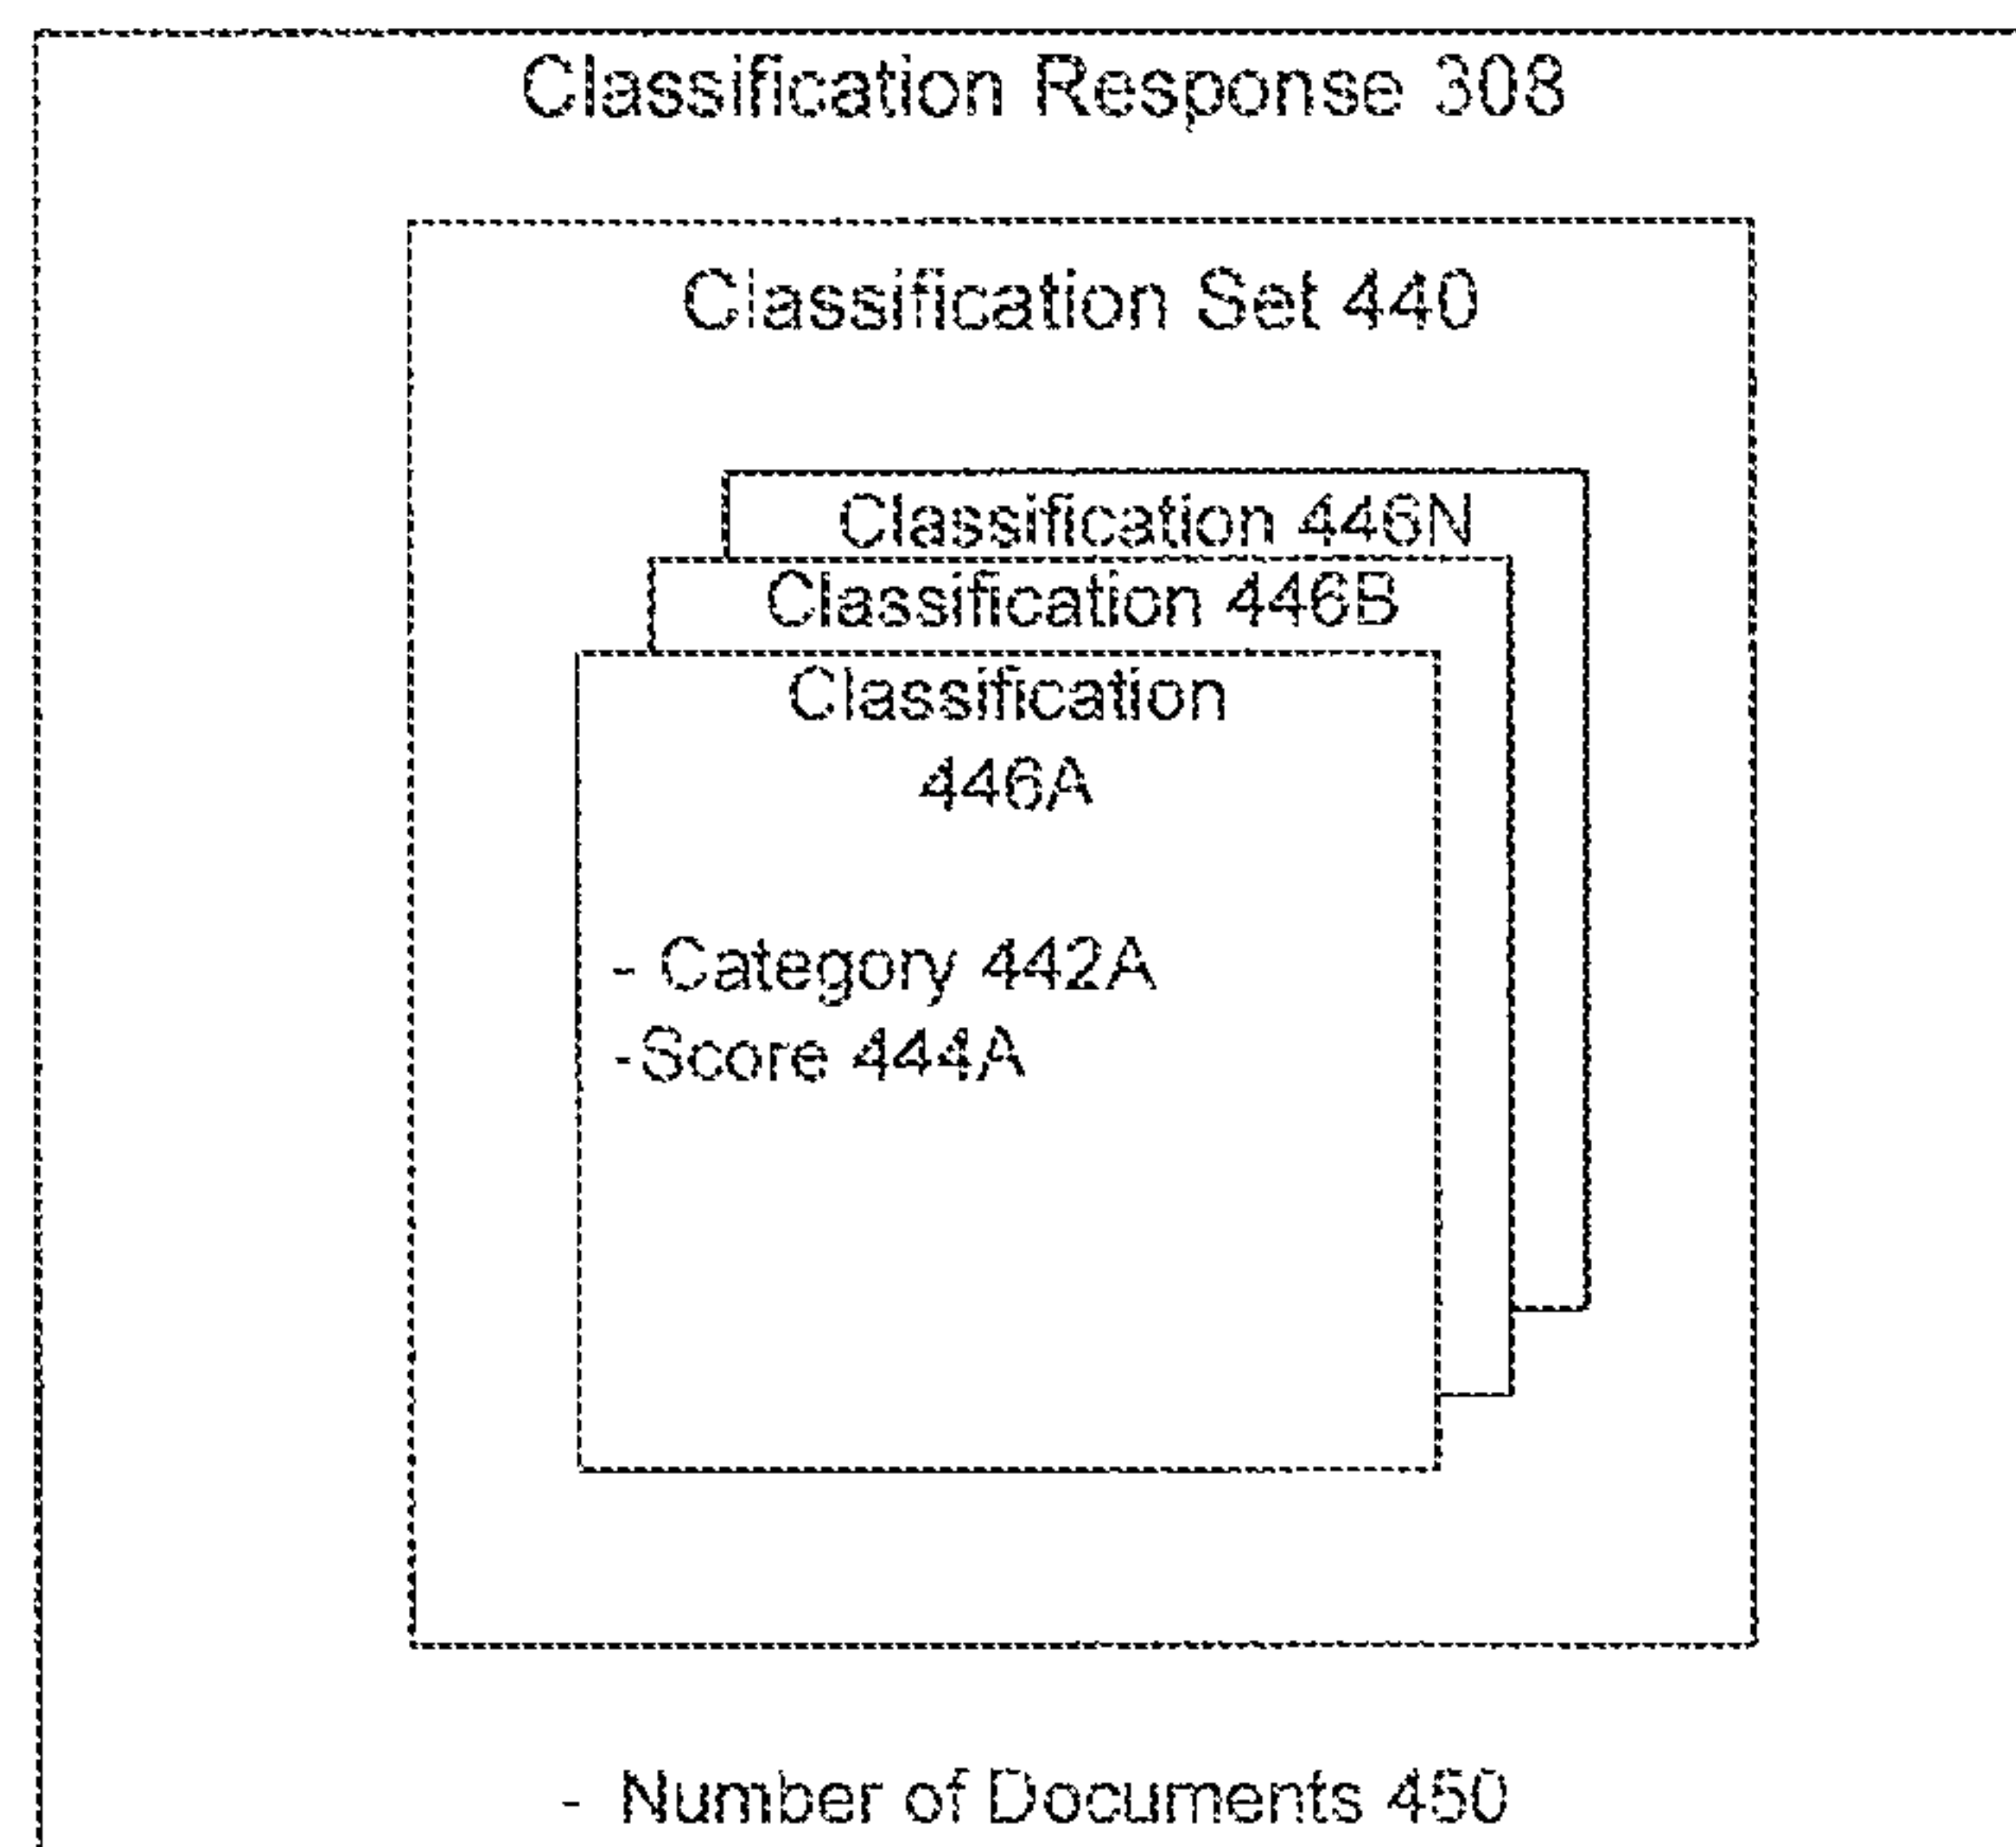 Classification Response 308
Classification Set 440
Classification 446N
Classification 446B
Classification
446A
- Category 442A
-Score 444A
- Number of Documents 450